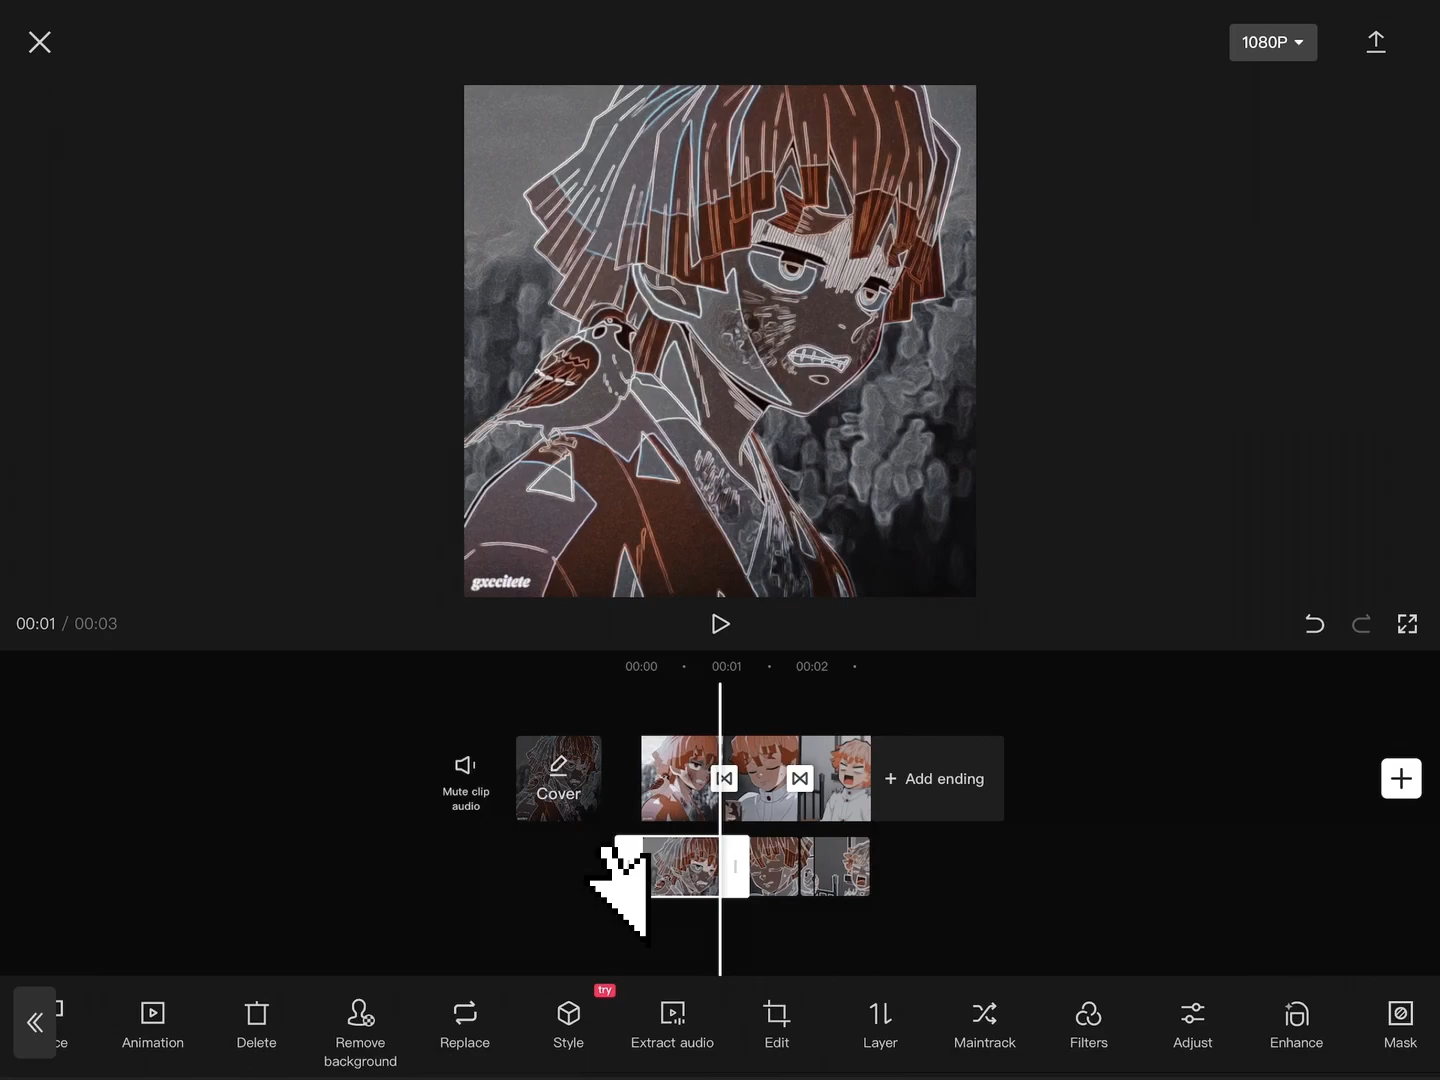 1080P
gxccitete
00:01 / 00:03
00:00
00:01
00:02
Mute clip
audio
Cover
+ Add ending
try
ce
Animation
Delete
Remove
background
Replace
Style
Extract audio
Edit
Layer
Maintrack
Filters
Adjust
Enhance
Mask